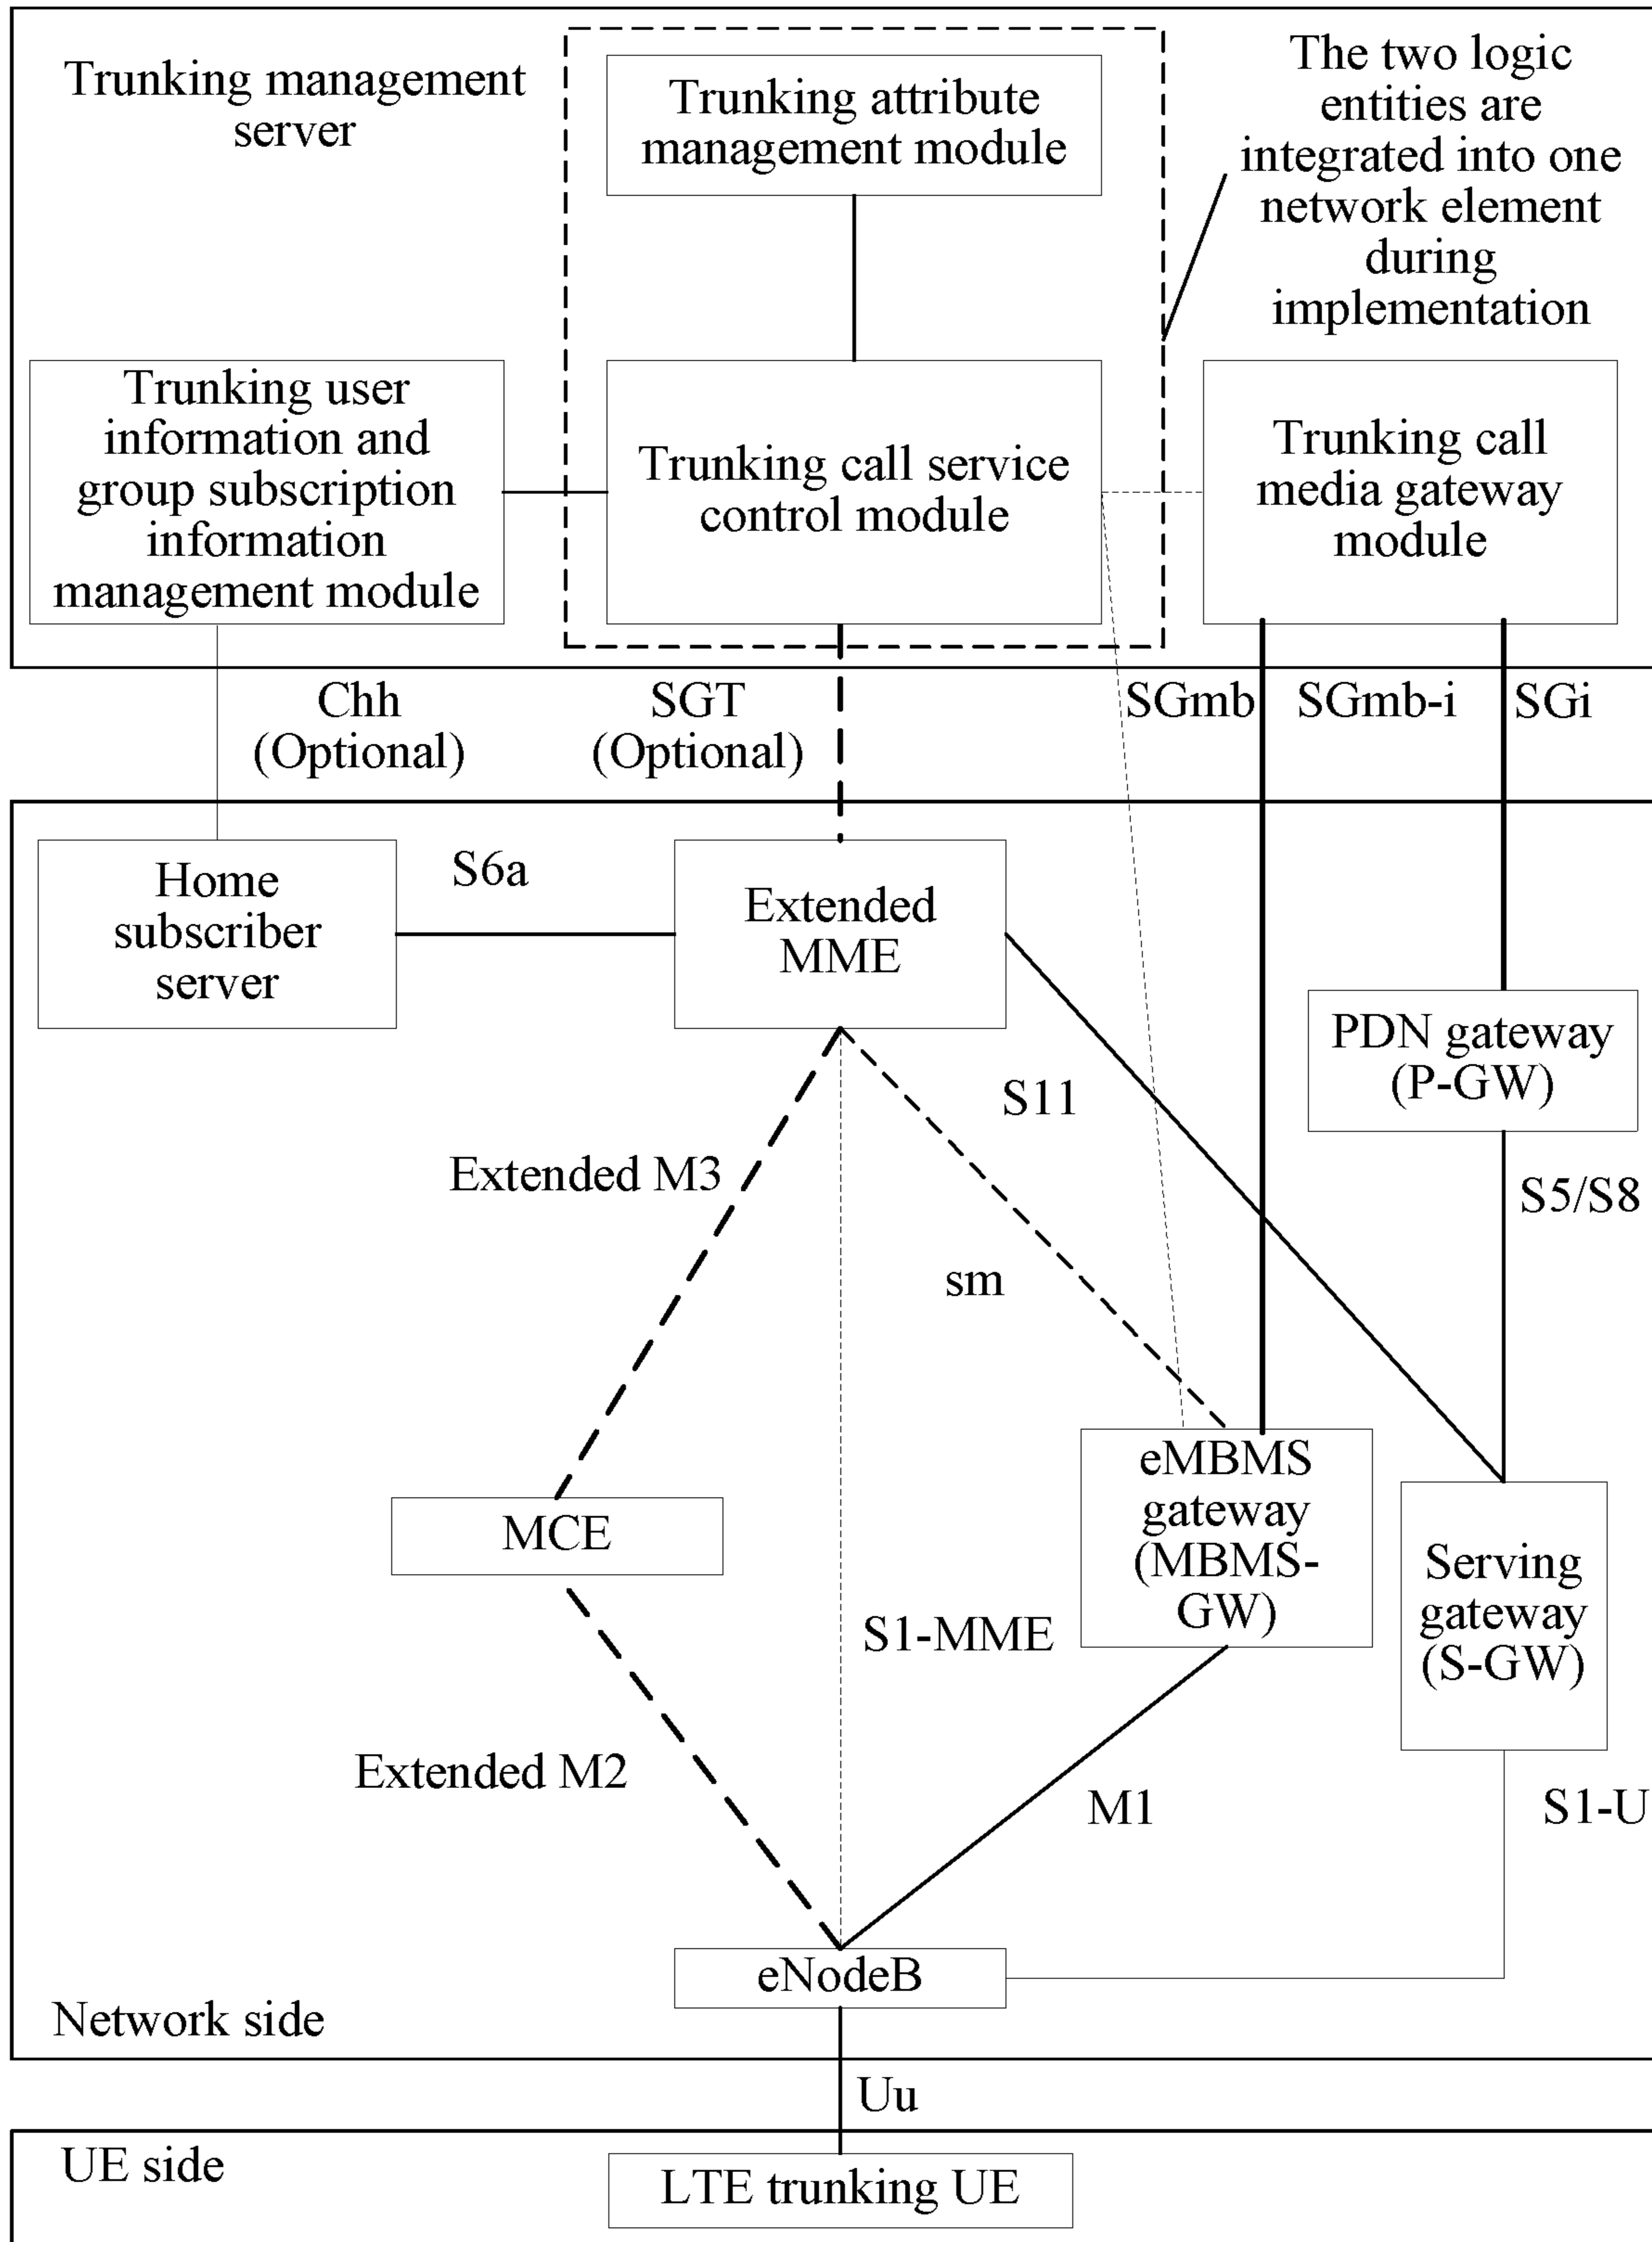 Trunking management
server
Trunking attribute
management module
The two logic
entities are
integrated into one
network element
during
implementation
Trunking user
information and
group subscription
information
management module
Trunking call service
control module
Trunking call
media gateway
module
Chh
(Optional)
SGT
(Optional)
SGmb
SGmb-i
SGi
Home
subscriber
server
S6a
Extended
MME
PDN gateway
(P-GW)
S11
Extended M3
S5/S8
sm
eMBMS
gateway
(MBMS-
GW)
MCE
Serving
gateway
(S-GW)
S1-MME
Extended M2
M1
S1-U
eNodeB
Network side
Uu
UE side
LTE trunking UE